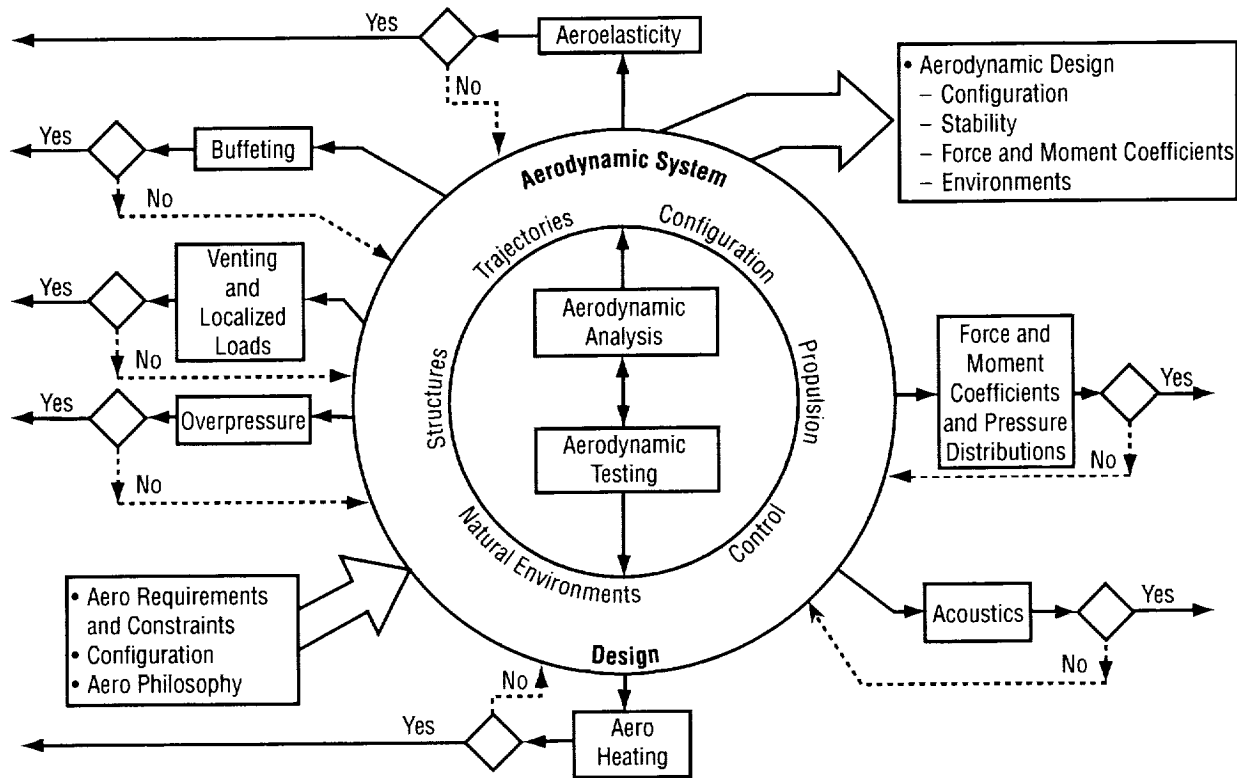 Yes
Aeroelasticity
No
• Aerodynamic Design
– Configuration
– Stability
– Force and Moment Coefficients
– Environments
Yes
Buffeting
No
Aerodynamic System
Trajectories
Configuration
Yes
Venting
and
Localized
Loads
No
Aerodynamic
Analysis
Structures
Propulsion
Force and
Moment
Coefficients
and Pressure
Distributions
Yes
No
Yes
Overpressure
No
Aerodynamic
Testing
Natural Environments
Control
• Aero Requirements
and Constraints
• Configuration
• Aero Philosophy
Design
Acoustics
Yes
No
No
Yes
Aero
Heating